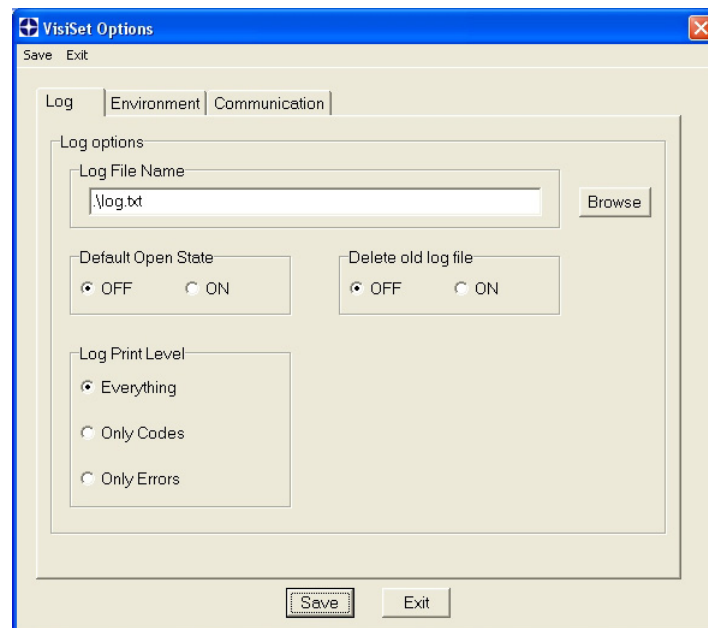 VisiSet Options
Save Exit
Log Environment Communication
Log options
Log File Name
.\log.txt
Browse
Default Open State
OFF ON
Delete old log file
OFF ON
Log Print Level
Everything
Only Codes
Only Errors
Save Exit